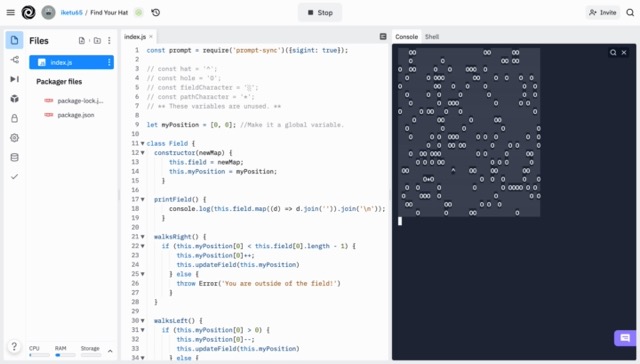 iketu65 / Find Your Hat
Stop
Invite
Files
index.js
Packager files
package-lock.j...
package.json
CPU RAM Storage
index.js ×
1 const prompt = require('prompt-sync')({sigint: true});
2
3 // const hat = '^';
4 // const hole = 'O';
5 // const fieldCharacter = '░';
6 // const pathCharacter = '*';
7 // ** These variables are unused. **
8
9 let myPosition = [0, 0]; //Make it a global variable.
10
11 class Field {
12 constructor(newMap) {
13 this.field = newMap;
14 this.myPosition = myPosition;
15 }
16
17 printField() {
18 console.log(this.field.map((d) => d.join('')).join('\n'));
19 }
20
21 walksRight() {
22 if (this.myPosition[0] < this.field[0].length - 1) {
23 this.myPosition[0]++;
24 this.updateField(this.myPosition)
25 } else {
26 throw Error('You are outside of the field!')
27 }
28 }
29
30 walksLeft() {
31 if (this.myPosition[0] > 0) {
32 this.myPosition[0]--;
33 this.updateField(this.myPosition)
34 } else {
Console Shell